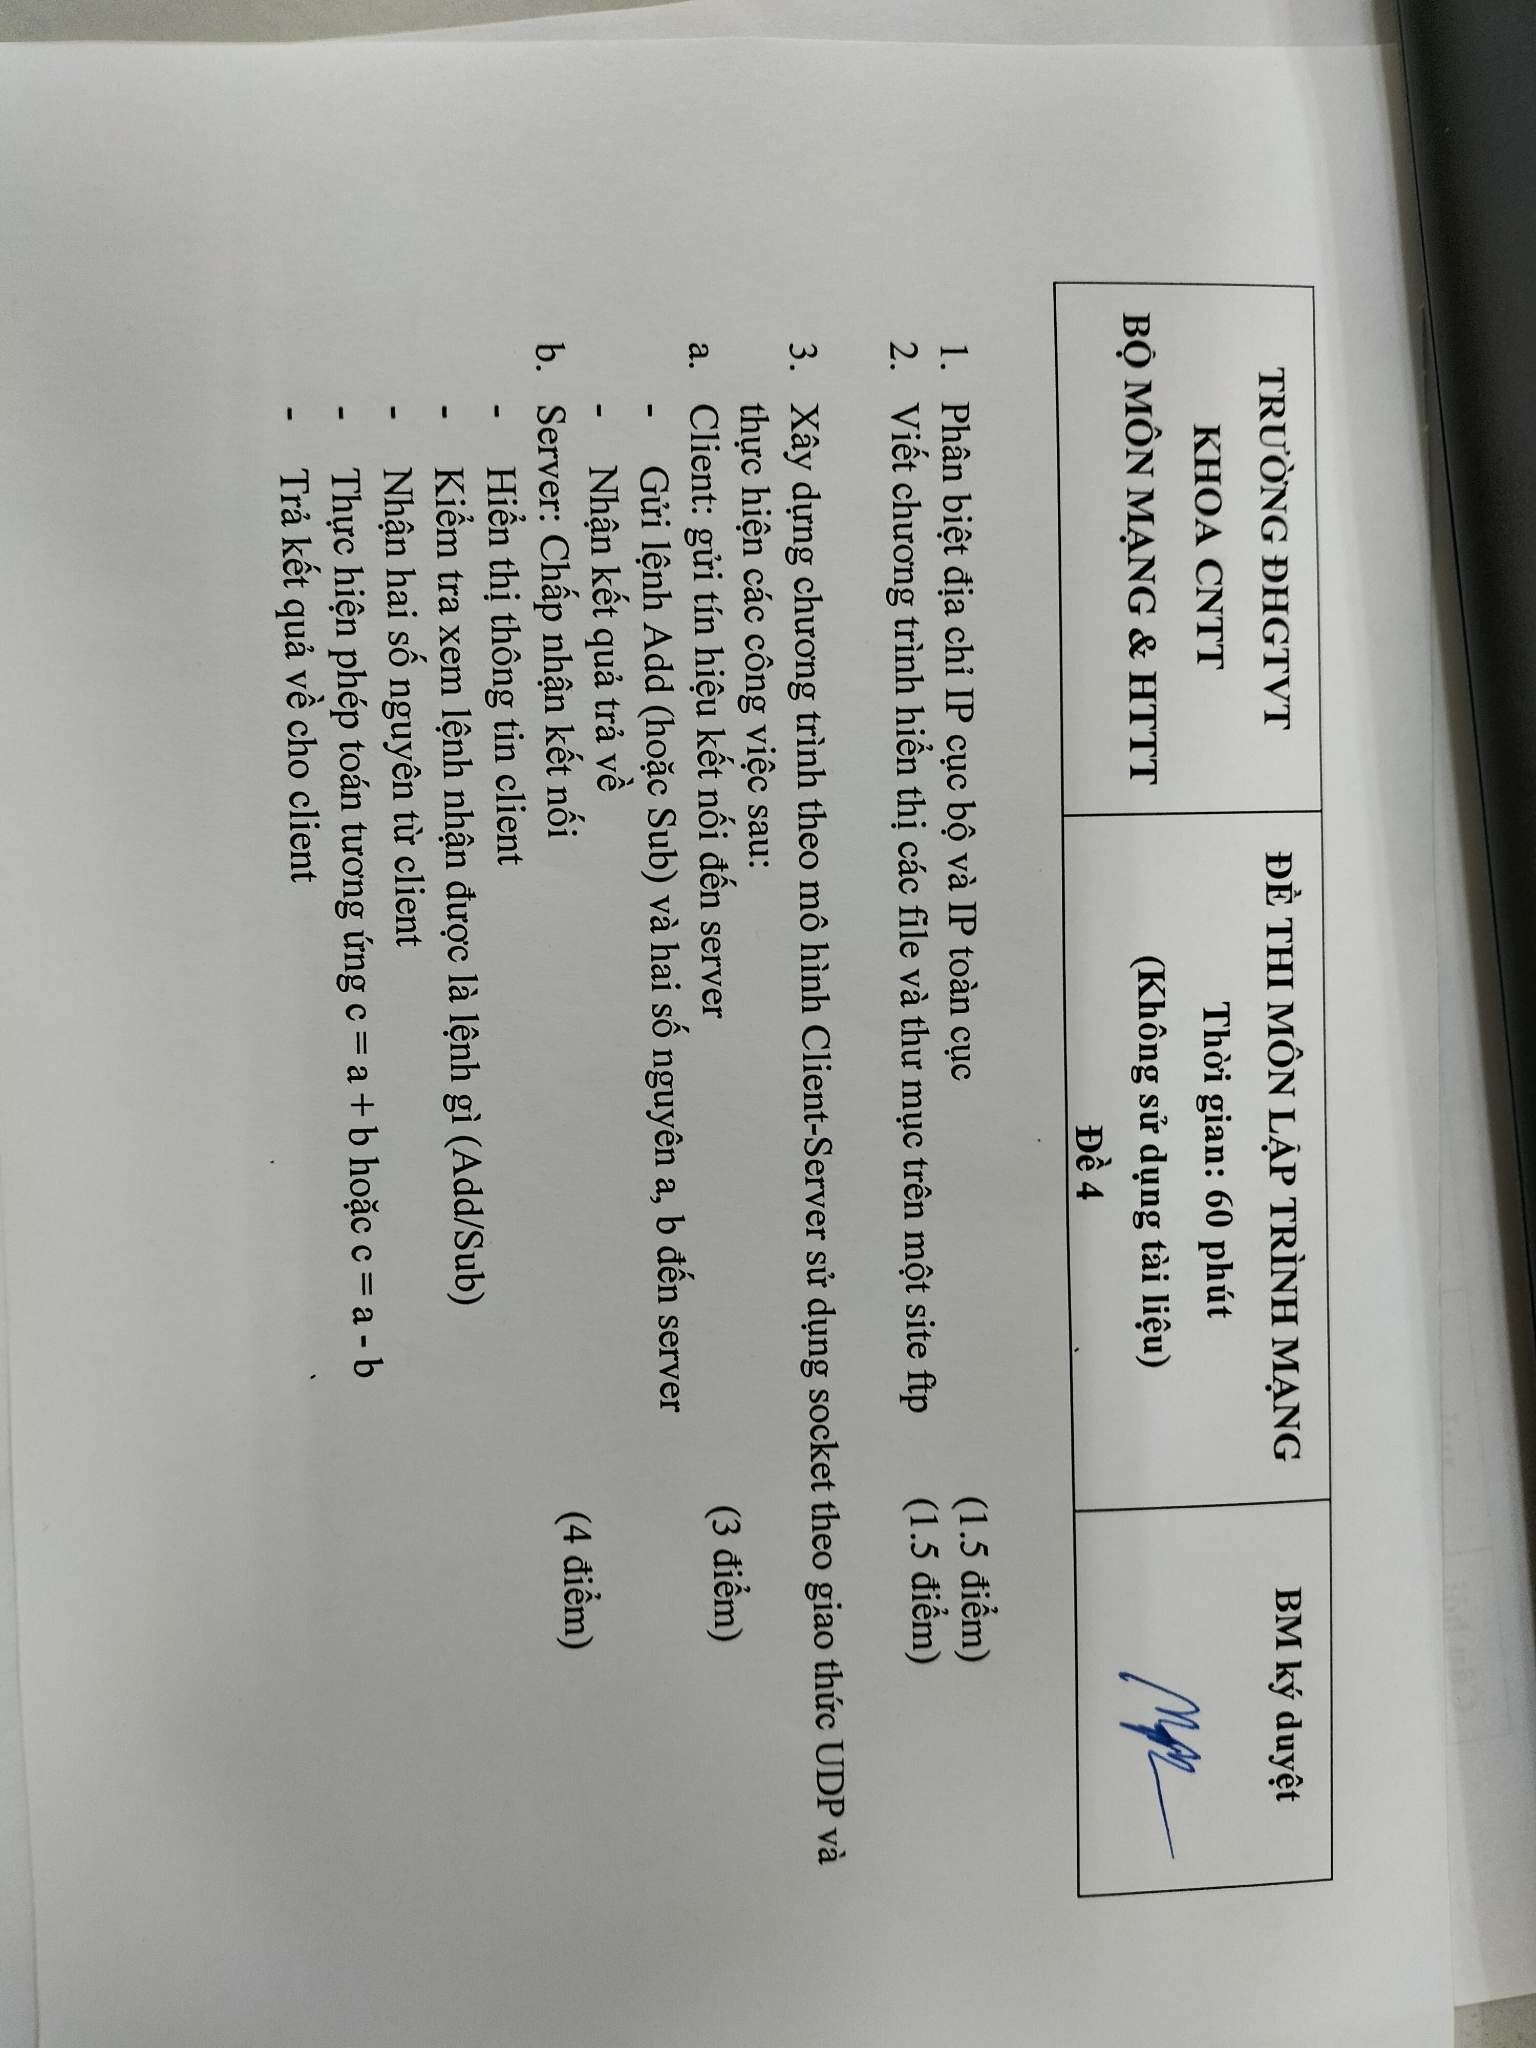 TRƯỜNG ĐHGTVT
KHOA CNTT
BỘ MÔN MẠNG & HTTT
ĐỀ THI MÔN LẬP TRÌNH MẠNG
Thời gian: 60 phút
(Không sử dụng tài liệu)
Đề 4
BM ký duyệt
1. Phân biệt địa chỉ IP cục bộ và IP toàn cục (1.5 điểm)
2. Viết chương trình hiển thị các file và thư mục trên một site ftp (1.5 điểm)
3. Xây dựng chương trình theo mô hình Client-Server sử dụng socket theo giao thức UDP và
thực hiện các công việc sau:
a. Client: gửi tín hiệu kết nối đến server (3 điểm)
- Gửi lệnh Add (hoặc Sub) và hai số nguyên a, b đến server
- Nhận kết quả trả về
b. Server: Chấp nhận kết nối (4 điểm)
- Hiển thị thông tin client
- Kiểm tra xem lệnh nhận được là lệnh gì (Add/Sub)
- Nhận hai số nguyên từ client
- Thực hiện phép toán tương ứng c = a + b hoặc c = a - b
- Trả kết quả về cho client